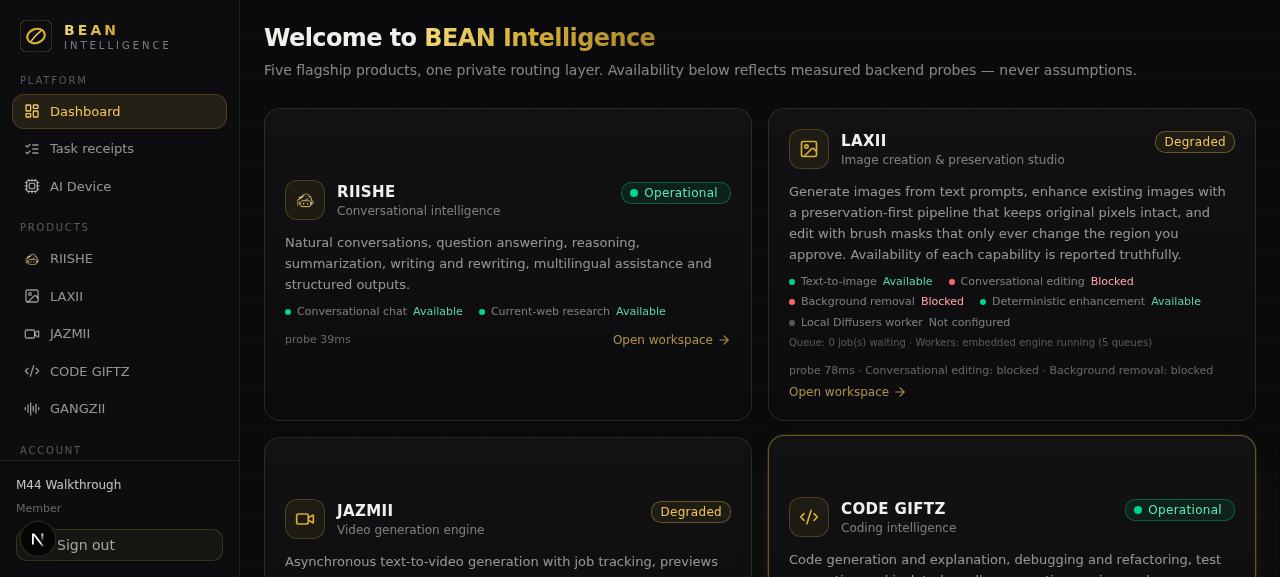 BEAN
INTELLIGENCE
PLATFORM
Dashboard
Task receipts
AI Device
PRODUCTS
RIISHE
LAXII
JAZMII
CODE GIFTZ
GANGZII
ACCOUNT
M44 Walkthrough
Member
N
Sign out
Welcome to BEAN Intelligence
Five flagship products, one private routing layer. Availability below reflects measured backend probes — never assumptions.
RIISHE
Operational
Conversational intelligence
Natural conversations, question answering, reasoning,
summarization, writing and rewriting, multilingual assistance and
structured outputs.
Conversational chat Available Current-web research Available
probe 39ms
Open workspace →
LAXII
Degraded
Image creation & preservation studio
Generate images from text prompts, enhance existing images with
a preservation-first pipeline that keeps original pixels intact, and
edit with brush masks that only ever change the region you
approve. Availability of each capability is reported truthfully.
Text-to-image Available Conversational editing Blocked
Background removal Blocked Deterministic enhancement Available
Local Diffusers worker Not configured
Queue: 0 job(s) waiting · Workers: embedded engine running (5 queues)
probe 78ms · Conversational editing: blocked · Background removal: blocked
Open workspace →
JAZMII
Degraded
Video generation engine
Asynchronous text-to-video generation with job tracking, previews
CODE GIFTZ
Operational
Coding intelligence
Code generation and explanation, debugging and refactoring, test